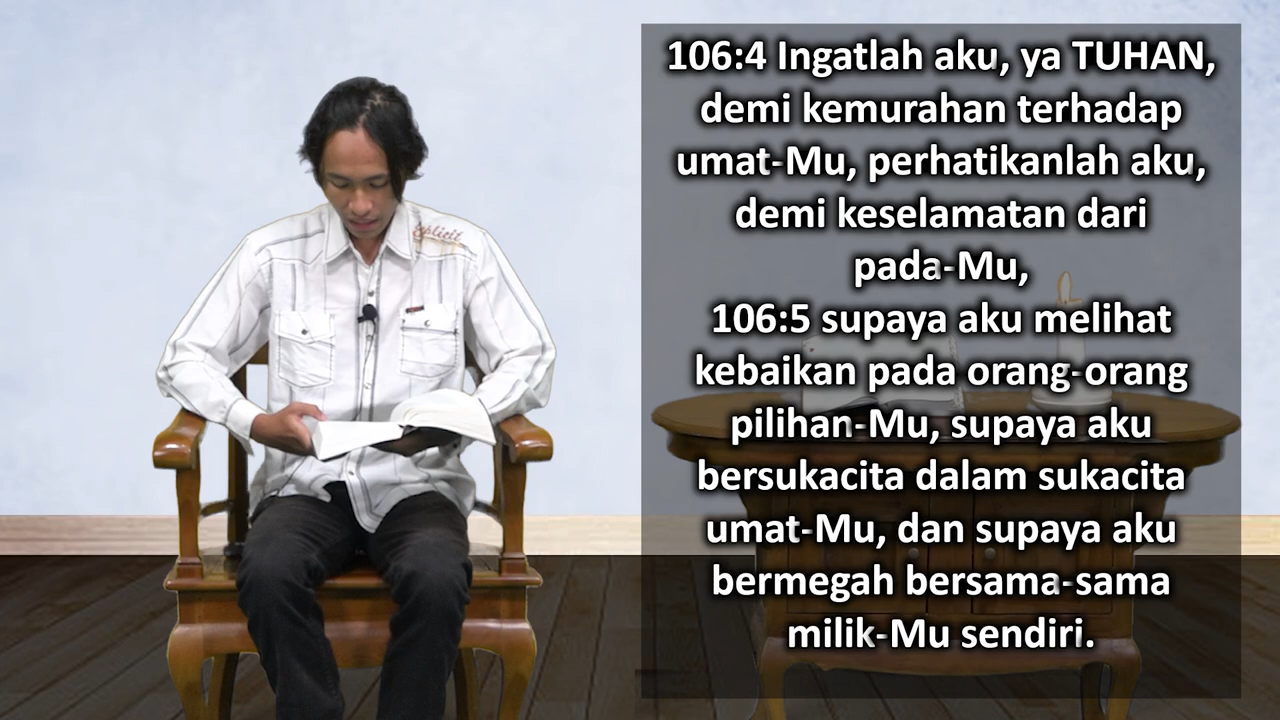 106:4 Ingatlah aku, ya TUHAN,
demi kemurahan terhadap
umat-Mu, perhatikanlah aku,
demi keselamatan dari
pada-Mu,
106:5 supaya aku melihat
kebaikan pada orang-orang
pilihan-Mu, supaya aku
bersukacita dalam sukacita
umat-Mu, dan supaya aku
bermegah bersama-sama
milik-Mu sendiri.
Explicit